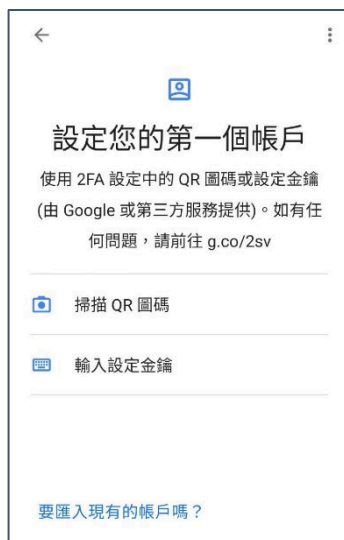 設定您的第一個帳戶
使用 2FA 設定中的 QR 圖碼或設定金鑰
(由 Google 或第三方服務提供)。如有任
何問題，請前往 g.co/2sv
掃描 QR 圖碼
輸入設定金鑰
要匯入現有的帳戶嗎？